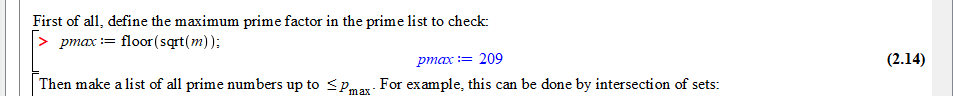 First of all, define the maximum prime factor in the prime list to check:
> pmax := floor(sqrt(m));
pmax := 209 (2.14)
Then make a list of all prime numbers up to ≤ p_max. For example, this can be done by intersection of sets: